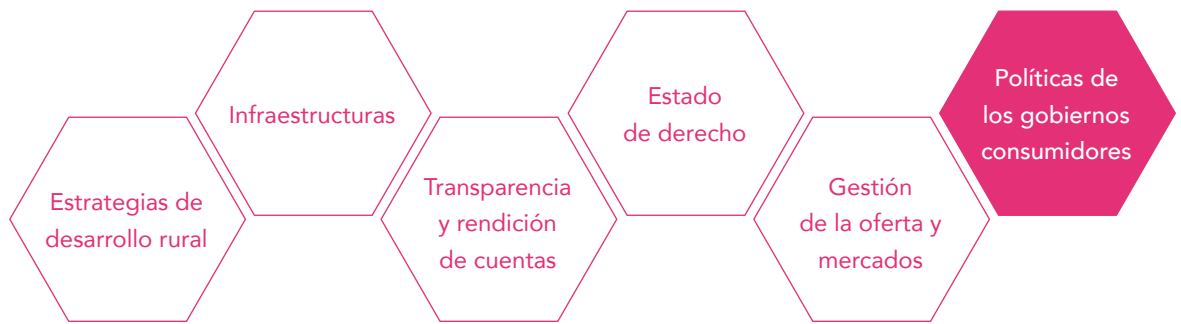 Estrategias de
desarrollo rural
Infraestructuras
Transparencia
y rendición
de cuentas
Estado
de derecho
Gestión
de la oferta y
mercados
Políticas de
los gobiernos
consumidores